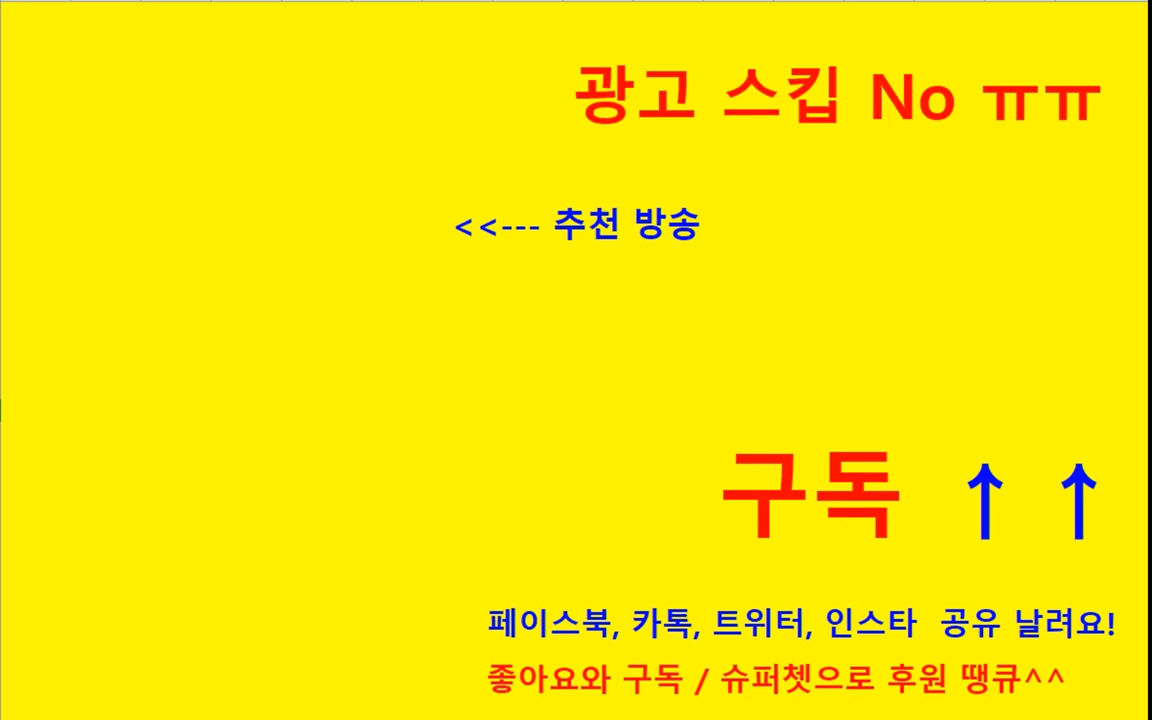 광고 스킵 No ㅠㅠ
<<--- 추천 방송
구독 ↑ ↑
페이스북, 카톡, 트위터, 인스타 공유 날려요!
좋아요와 구독 / 슈퍼쳇으로 후원 땡큐^^